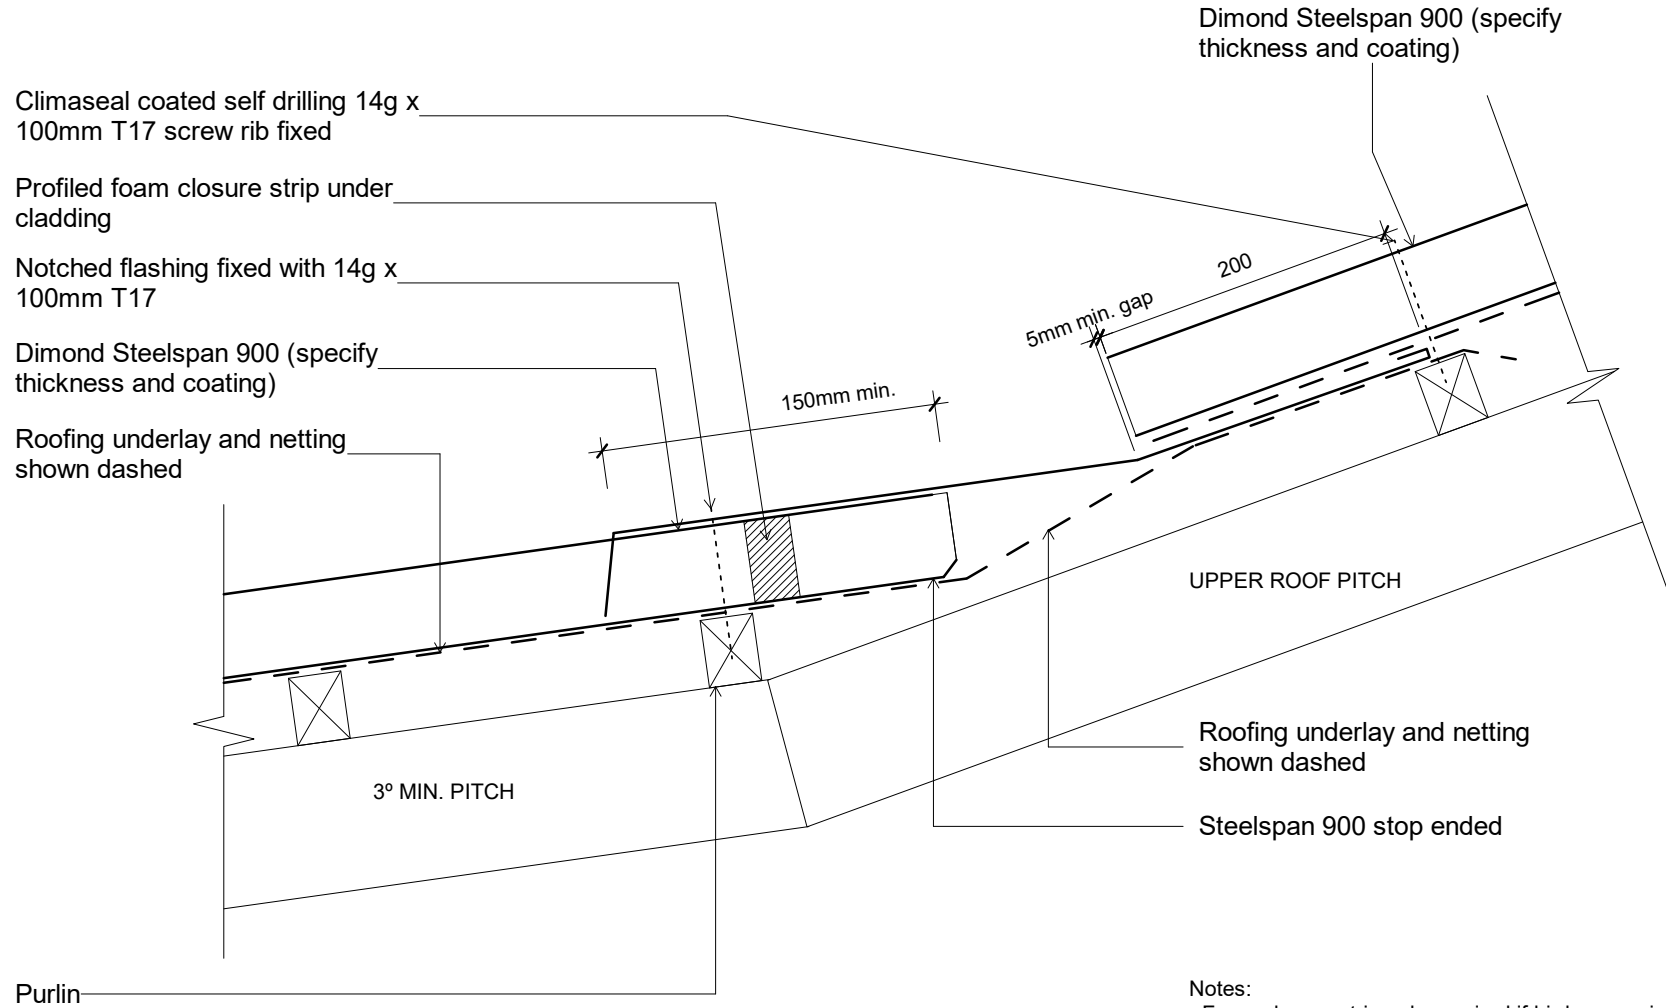 Dimond Steelspan 900 (specify
thickness and coating)
Climaseal coated self drilling 14g x
100mm T17 screw rib fixed
Profiled foam closure strip under
cladding
Notched flashing fixed with 14g x
100mm T17
Dimond Steelspan 900 (specify
thickness and coating)
Roofing underlay and netting
shown dashed
200
5mm min. gap
150mm min.
UPPER ROOF PITCH
3º MIN. PITCH
Roofing underlay and netting
shown dashed
Steelspan 900 stop ended
Purlin
Notes: